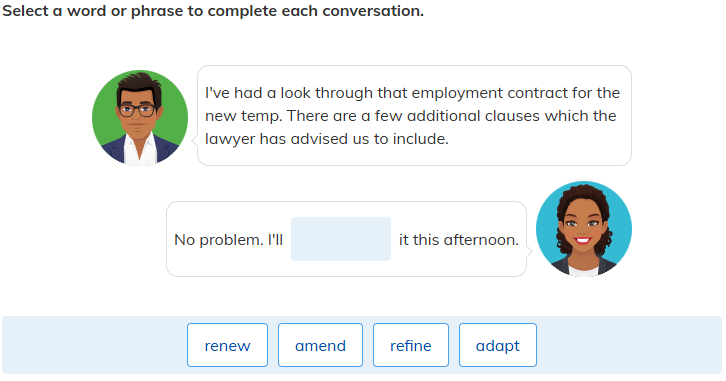 Select a word or phrase to complete each conversation.
I've had a look through that employment contract for the
new temp. There are a few additional clauses which the
lawyer has advised us to include.
No problem. I'll it this afternoon.
renew amend refine adapt